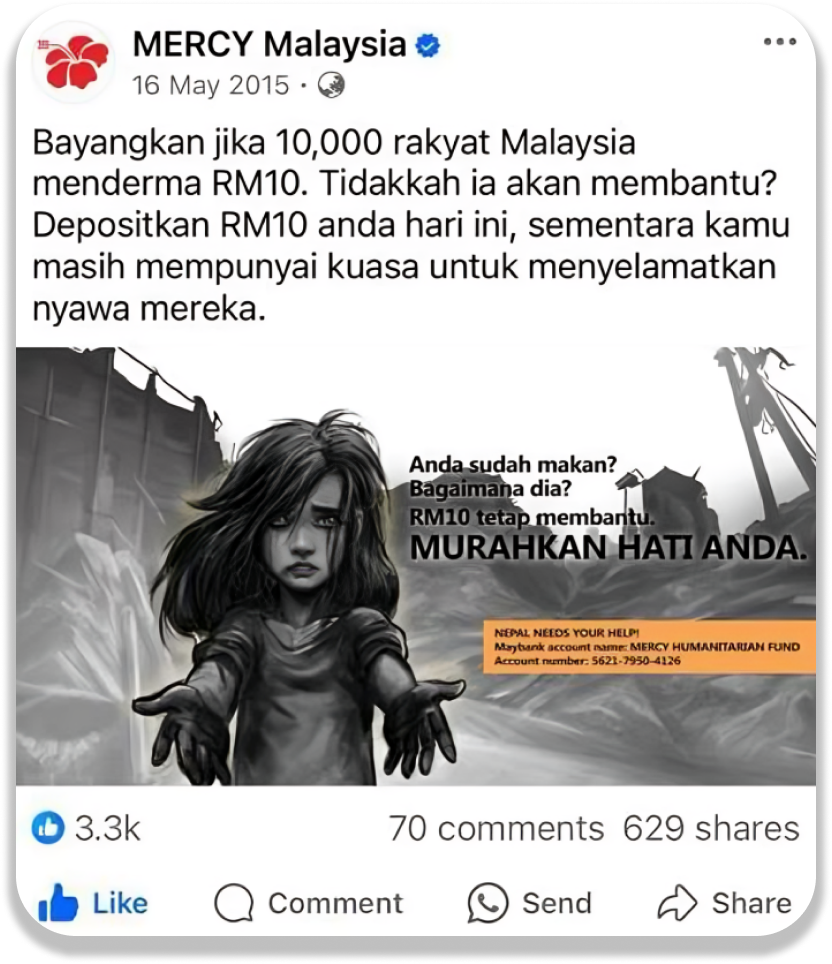 MERCY Malaysia
16 May 2015 ·
Bayangkan jika 10,000 rakyat Malaysia
menderma RM10. Tidakkah ia akan membantu?
Depositkan RM10 anda hari ini, sementara kamu
masih mempunyai kuasa untuk menyelamatkan
nyawa mereka.
Anda sudah makan?
Bagaimana dia?
RM10 tetap membantu.
MURAHKAN HATI ANDA.
NEPAL NEEDS YOUR HELP!
Maybank account name: MERCY HUMANITARIAN FUND
Account number: 5621-7950-4126
3.3k 70 comments 629 shares
Like Comment Send Share